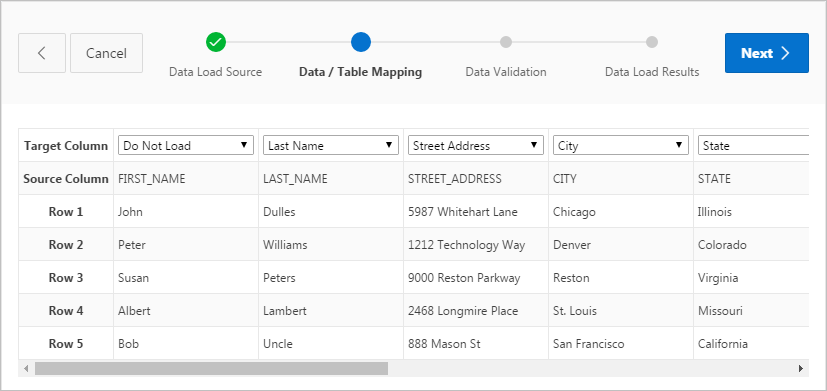 Cancel
Next
Data Load Source
Data / Table Mapping
Data Validation
Data Load Results
Target Column Do Not Load Last Name Street Address City State
Source Column FIRST_NAME LAST_NAME STREET_ADDRESS CITY STATE
Row 1 John Dulles 5987 Whitehart Lane Chicago Illinois
Row 2 Peter Williams 1212 Technology Way Denver Colorado
Row 3 Susan Peters 9000 Reston Parkway Reston Virginia
Row 4 Albert Lambert 2468 Longmire Place St. Louis Missouri
Row 5 Bob Uncle 888 Mason St San Francisco California